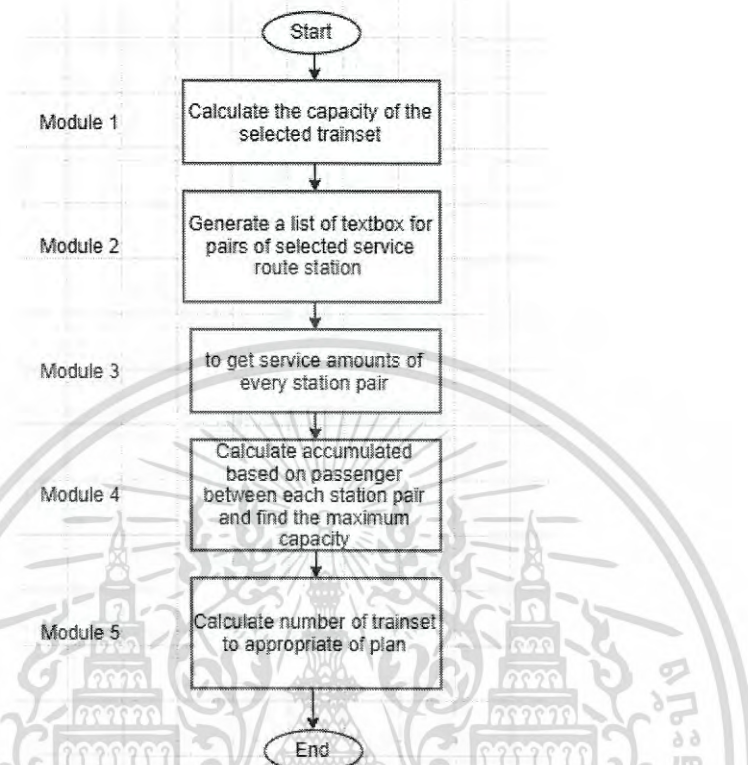 Start
Module 1
Calculate the capacity of the
selected trainset
Module 2
Generate a list of textbox for
pairs of selected service
route station
Module 3
to get service amounts of
every station pair
Module 4
Calculate accumulated
based on passenger
between each station pair
and find the maximum
capacity
Module 5
Calculate number of trainset
to appropriate of plan
End